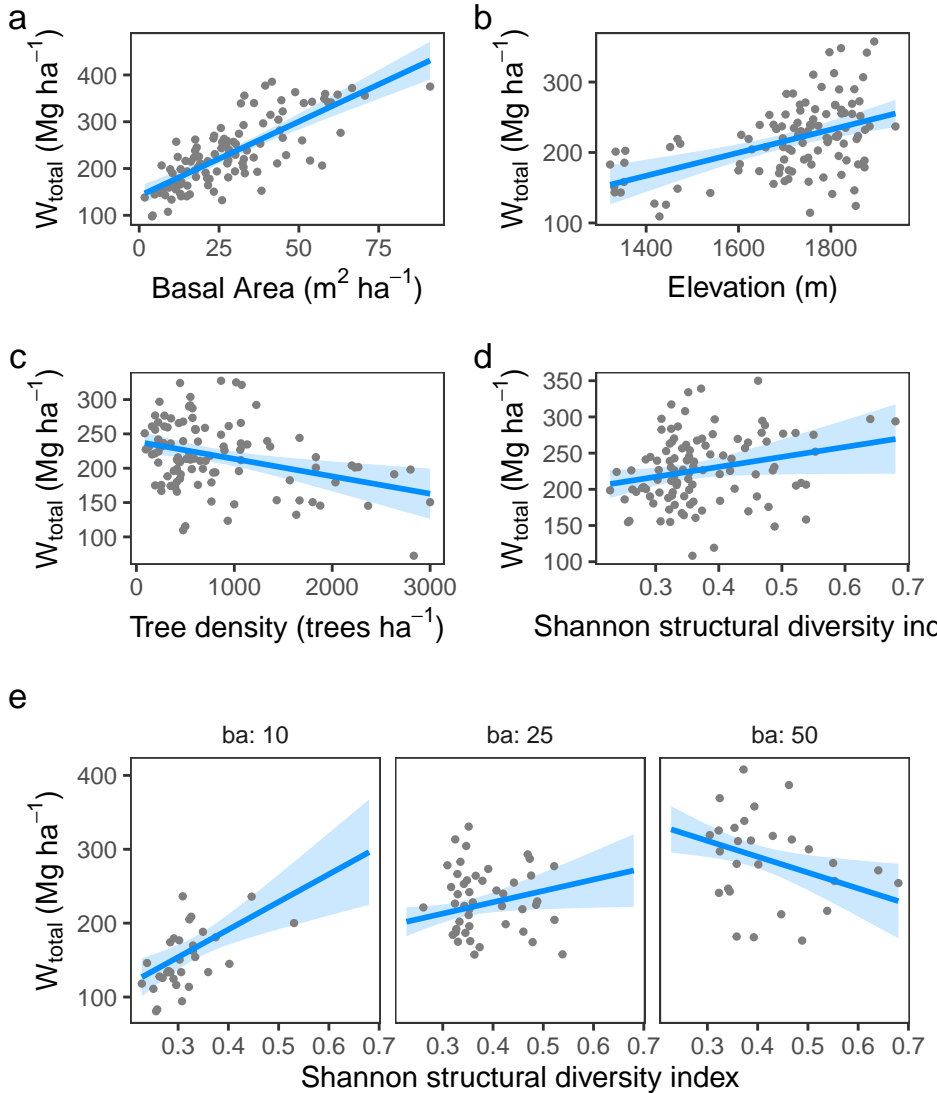 a
W_total (Mg ha⁻¹)
400
300
200
100
0
25
50
75
Basal Area (m² ha⁻¹)
b
W_total (Mg ha⁻¹)
300
200
100
1400
1600
1800
Elevation (m)
c
W_total (Mg ha⁻¹)
300
250
200
150
100
0
1000
2000
3000
Tree density (trees ha⁻¹)
d
W_total (Mg ha⁻¹)
350
300
250
200
150
100
0.3
0.4
0.5
0.6
0.7
Shannon structural diversity ind
e
ba: 10
ba: 25
ba: 50
W_total (Mg ha⁻¹)
400
300
200
100
0.3 0.4 0.5 0.6 0.7
0.3 0.4 0.5 0.6 0.7
0.3 0.4 0.5 0.6 0.7
Shannon structural diversity index